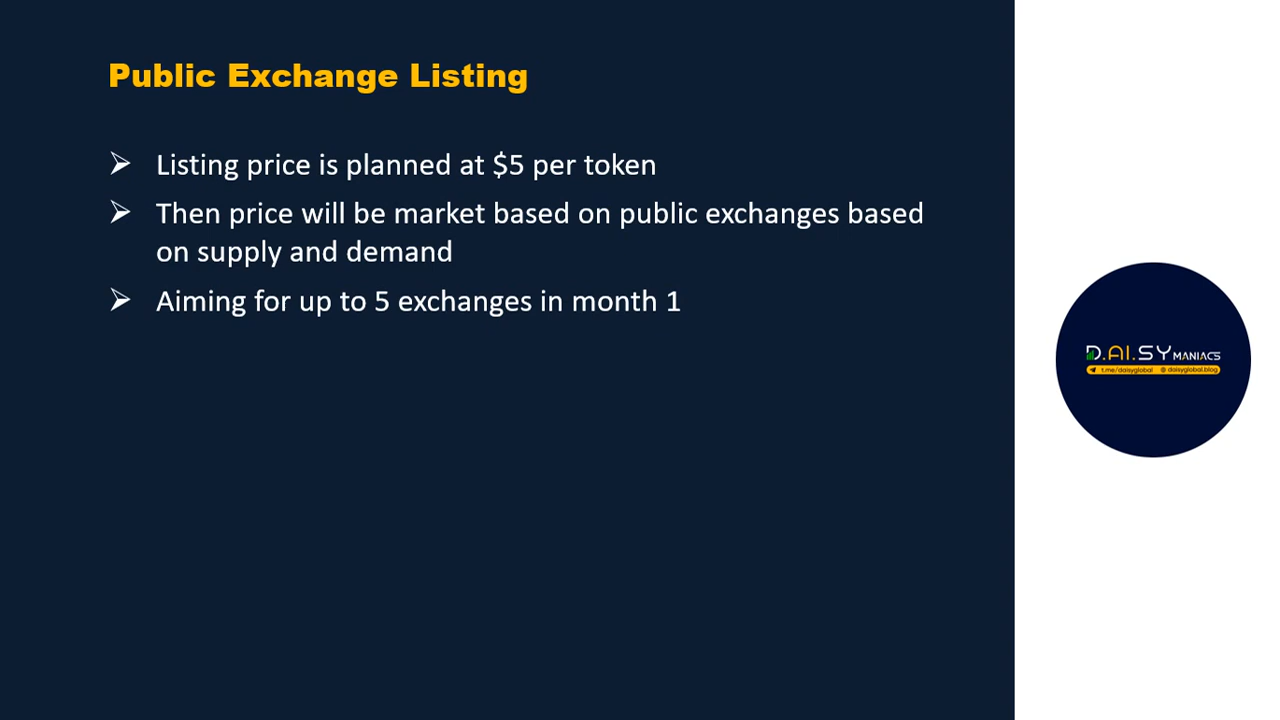 Public Exchange Listing
Listing price is planned at $5 per token
Then price will be market based on public exchanges based
on supply and demand
Aiming for up to 5 exchanges in month 1
D.AI.SY MANIACS
t.me/daisyglobal @ daisyglobal.blog